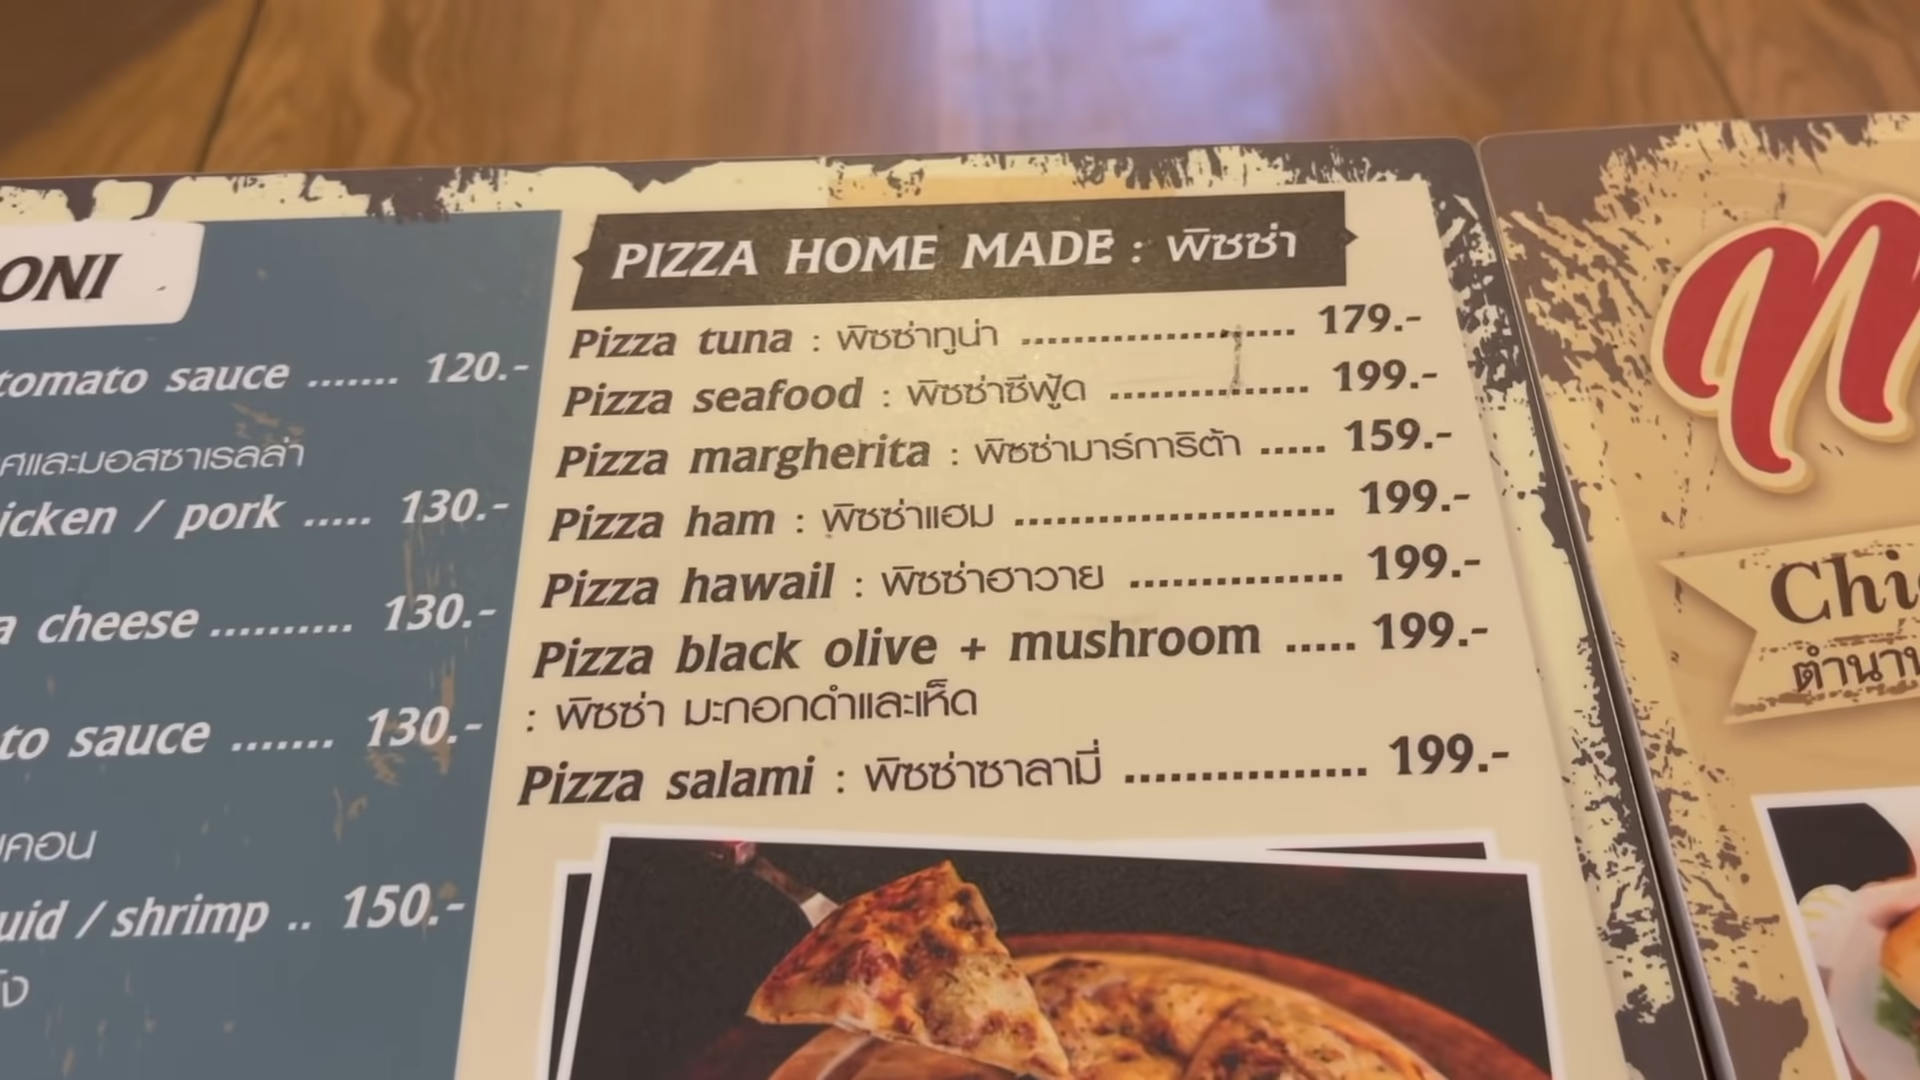 ONI
tomato sauce ....... 120.-
ศและมอสซาเรลล่า
icken / pork ..... 130.-
a cheese .......... 130.-
to sauce ....... 130.-
คอน
uid / shrimp .. 150.-
PIZZA HOME MADE : พิซซ่า
Pizza tuna : พิซซ่าทูน่า ...................... 179.-
Pizza seafood : พิซซ่าซีฟู้ด ................ 199.-
Pizza margherita : พิซซ่ามาร์การิต้า ..... 159.-
Pizza ham : พิซซ่าแฮม ......................... 199.-
Pizza hawail : พิซซ่าฮาวาย ................ 199.-
Pizza black olive + mushroom ..... 199.-
: พิซซ่า มะกอกดำและเห็ด
Pizza salami : พิซซ่าซาลามี่ ................. 199.-
Chi
ตำนาน